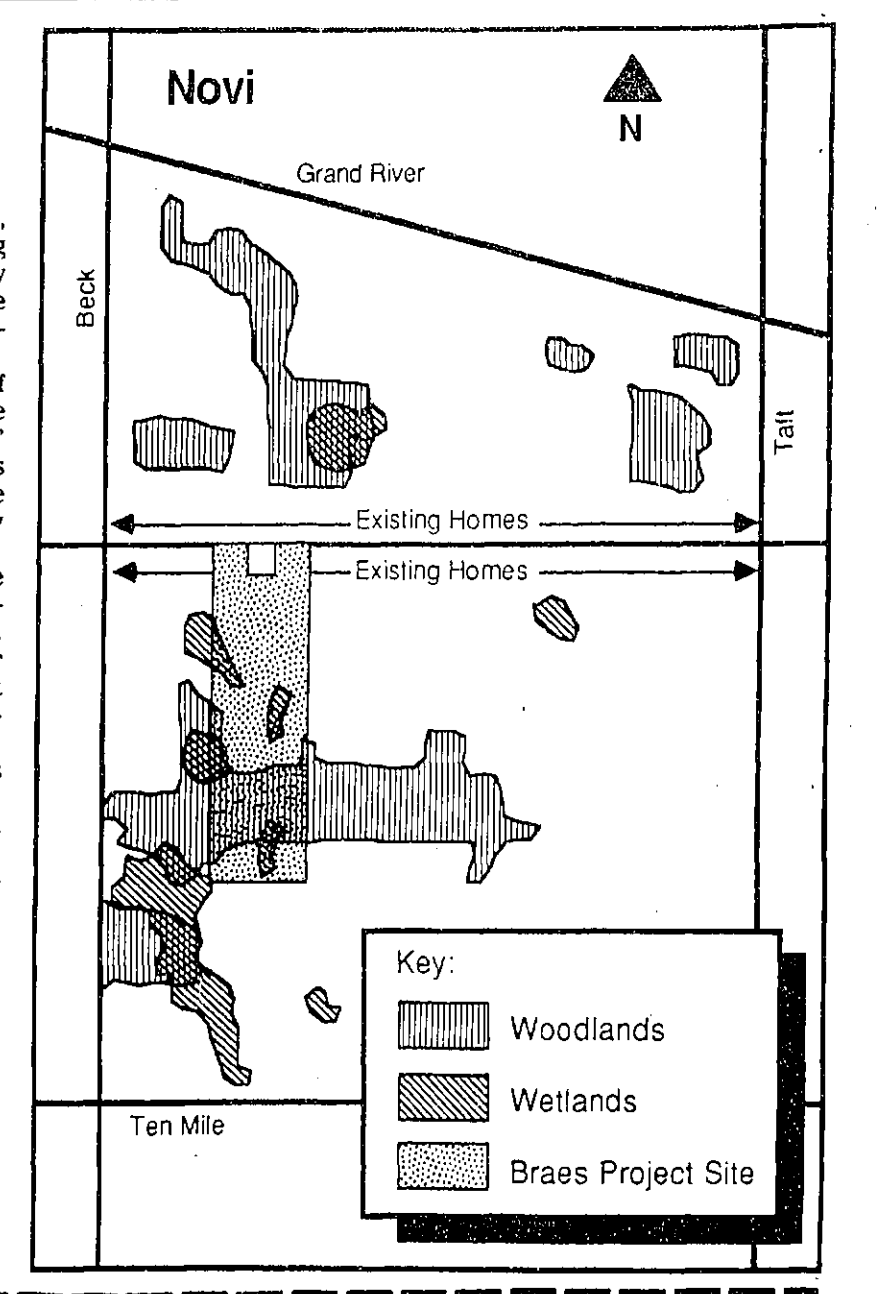 Novi
N
Grand River
Beck
Taft
Existing Homes
Existing Homes
Key:
Woodlands
Wetlands
Braes Project Site
Ten Mile